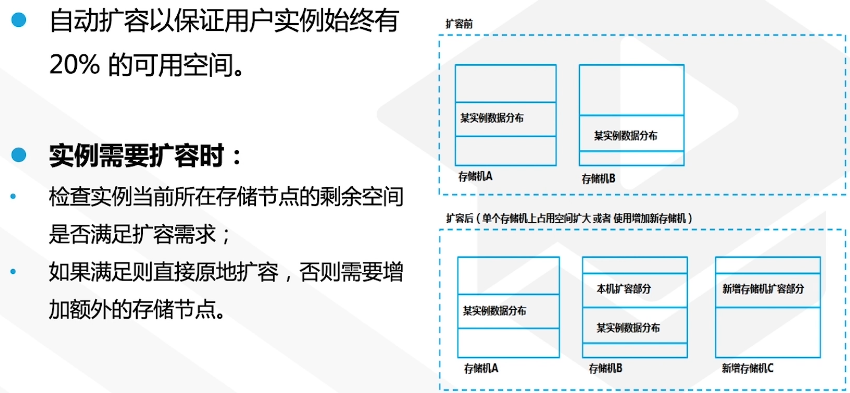 自动扩容以保证用户实例始终有
20% 的可用空间。
实例需要扩容时：
检查实例当前所在存储节点的剩余空间
是否满足扩容需求；
如果满足则直接原地扩容，否则需要增
加额外的存储节点。
扩容前
某实例数据分布
某实例数据分布
存储机A
存储机B
扩容后（单个存储机上占用空间扩大 或者 使用增加新存储机）
某实例数据分布
本机扩容部分
某实例数据分布
新增存储机扩容部分
存储机A
存储机B
新增存储机C